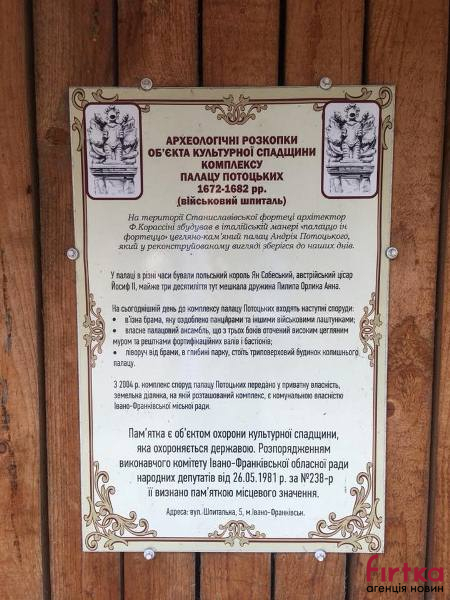 АРХЕОЛОГІЧНІ РОЗКОПКИ
ОБ'ЄКТА КУЛЬТУРНОЇ СПАДЩИНИ
КОМПЛЕКСУ
ПАЛАЦУ ПОТОЦЬКИХ
1672-1682 рр.
(військовий шпиталь)
На території Станиславівської фортеці архітектор
Ф.Корассіні збудував в італійській манері «палаццо ін
фортеццо» цегляно-кам'яний палац Андрія Потоцького,
який у реконструйованому вигляді зберігся до наших днів.
У палаці в різні часи бували польський король Ян Собеський, австрійський цісар
Йосиф ІІ, майже три десятиліття тут мешкала дружина Пилипа Орлика Анна.
На сьогоднішній день до комплексу палацу Потоцьких входять наступні споруди:
• в'їзна брама, яку оздоблено панцирами та іншими військовими лаштунками;
• власне палацовий ансамбль, що з трьох боків оточений високим цегляним
муром та рештками фортифікаційних валів і бастіонів;
• ліворуч від брами, в глибині парку, стоїть триповерховий будинок колишнього
палацу.
З 2004 р. комплекс споруд палацу Потоцьких передано у приватну власність,
земельна ділянка, на якій розташований комплекс, є комунальною власністю
Івано-Франківської міської ради.
Пам'ятка є об'єктом охорони культурної спадщини,
яка охороняється державою. Розпорядженням
виконавчого комітету Івано-Франківської обласної ради
народних депутатів від 26.05.1981 р. за №238-р
її визнано пам'яткою місцевого значення.
Адреса: вул. Шпитальна, 5, м.Івано-Франківськ.
firtka
агенція новин